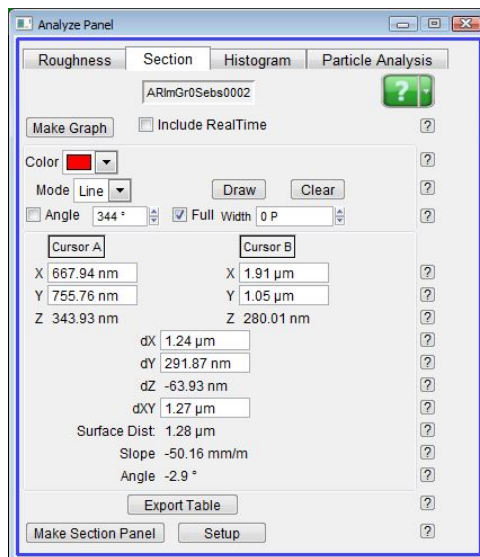 Analyze Panel
Roughness Section Histogram Particle Analysis
ARlmGr0Sebs0002 ?
Make Graph Include RealTime ?
Color ?
Mode Line Draw Clear ?
Angle 344 ° Full Width 0 P ?
Cursor A Cursor B
X 667.94 nm X 1.91 µm ?
Y 755.76 nm Y 1.05 µm ?
Z 343.93 nm Z 280.01 nm ?
dX 1.24 µm ?
dY 291.87 nm ?
dZ -63.93 nm ?
dXY 1.27 µm ?
Surface Dist: 1.28 µm ?
Slope -50.16 mm/m ?
Angle -2.9 ° ?
Export Table ?
Make Section Panel Setup ?